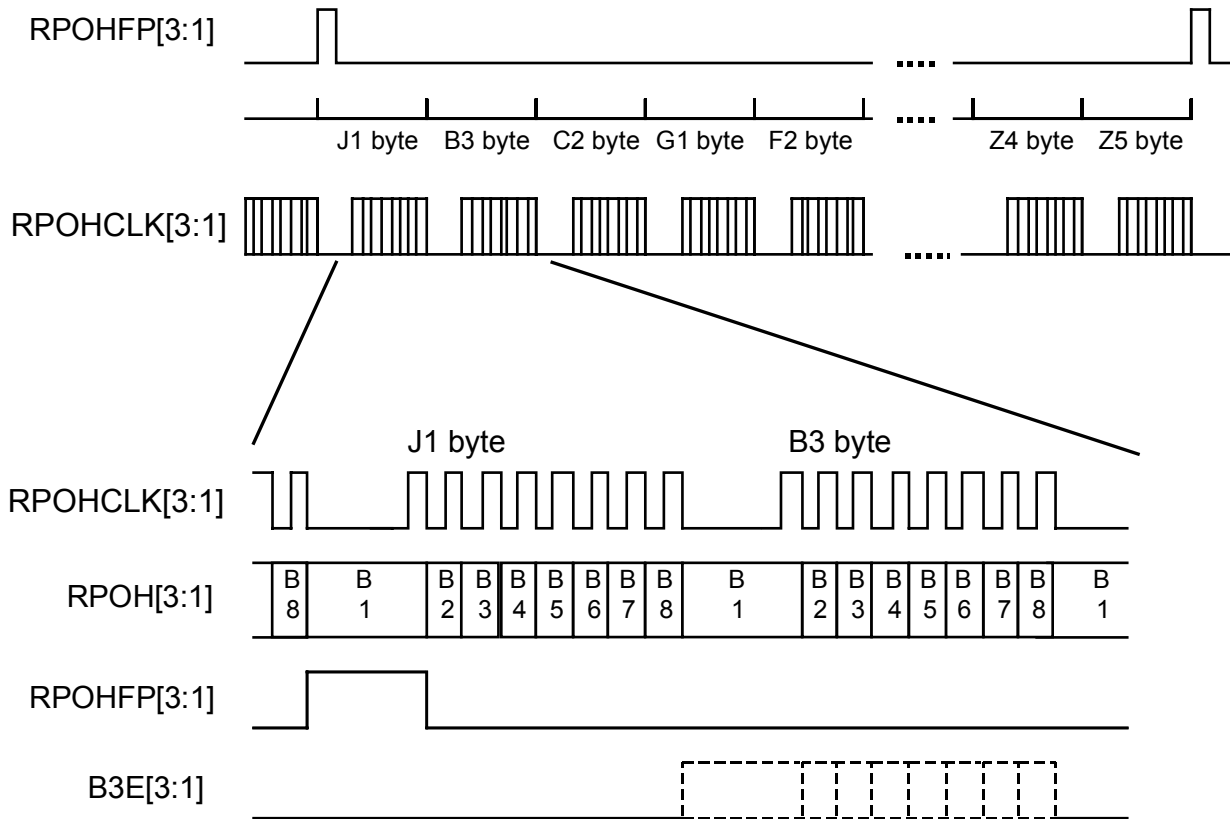 RPOHFP[3:1]
J1 byte B3 byte C2 byte G1 byte F2 byte Z4 byte Z5 byte
RPOHCLK[3:1]
J1 byte B3 byte
RPOHCLK[3:1]
RPOH[3:1]
B B B B B B B B B B B B B B B B B B
8 1 2 3 4 5 6 7 8 1 2 3 4 5 6 7 8 1
RPOHFP[3:1]
B3E[3:1]